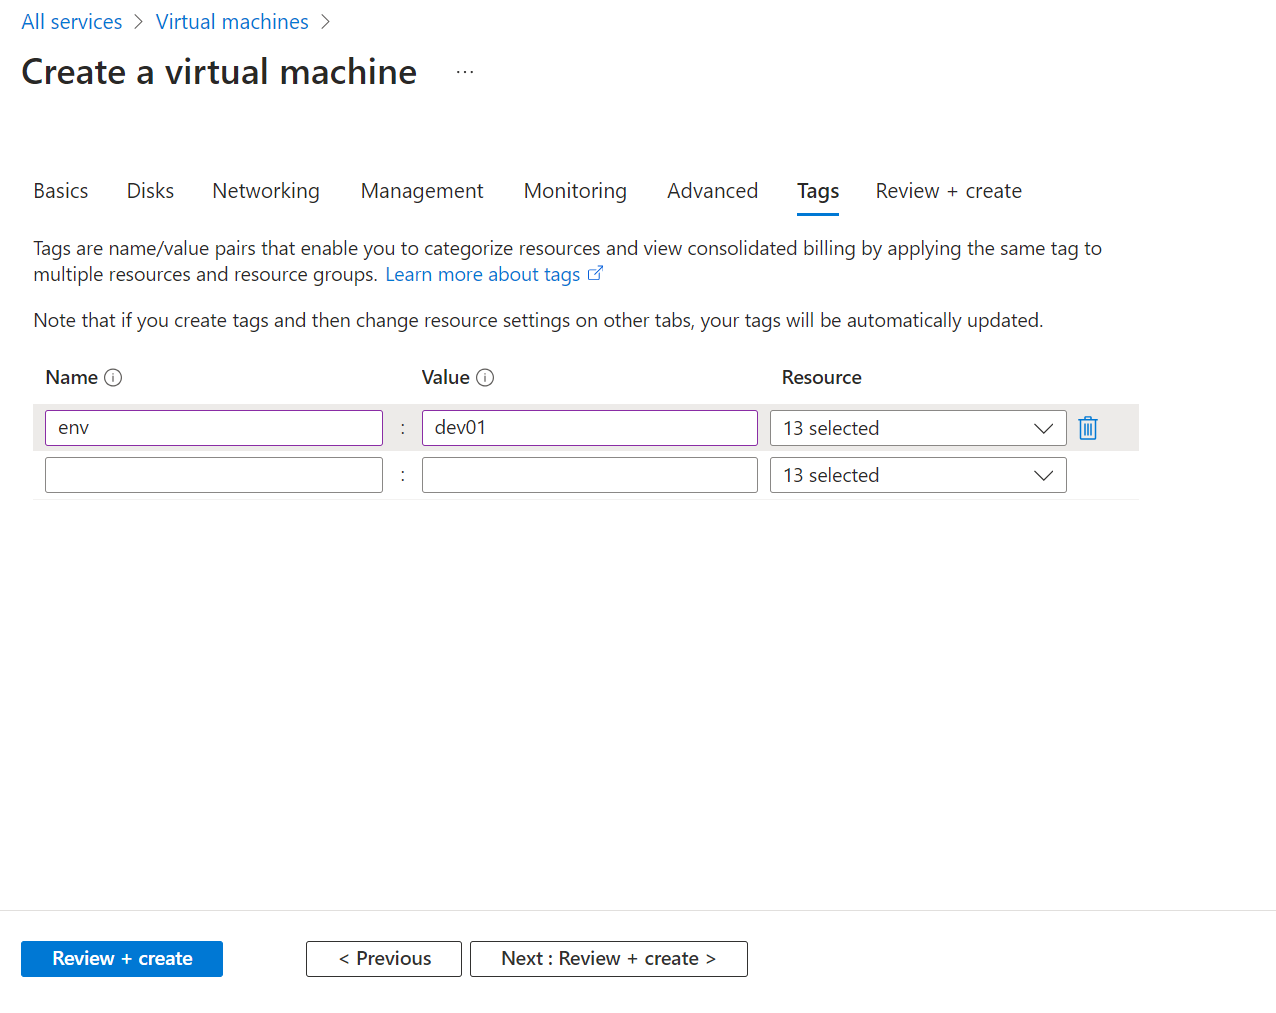 All services > Virtual machines >
Create a virtual machine ...
Basics Disks Networking Management Monitoring Advanced Tags Review + create
Tags are name/value pairs that enable you to categorize resources and view consolidated billing by applying the same tag to
multiple resources and resource groups. Learn more about tags
Note that if you create tags and then change resource settings on other tabs, your tags will be automatically updated.
Name Value Resource
env : dev01 13 selected
: 13 selected
Review + create < Previous Next : Review + create >